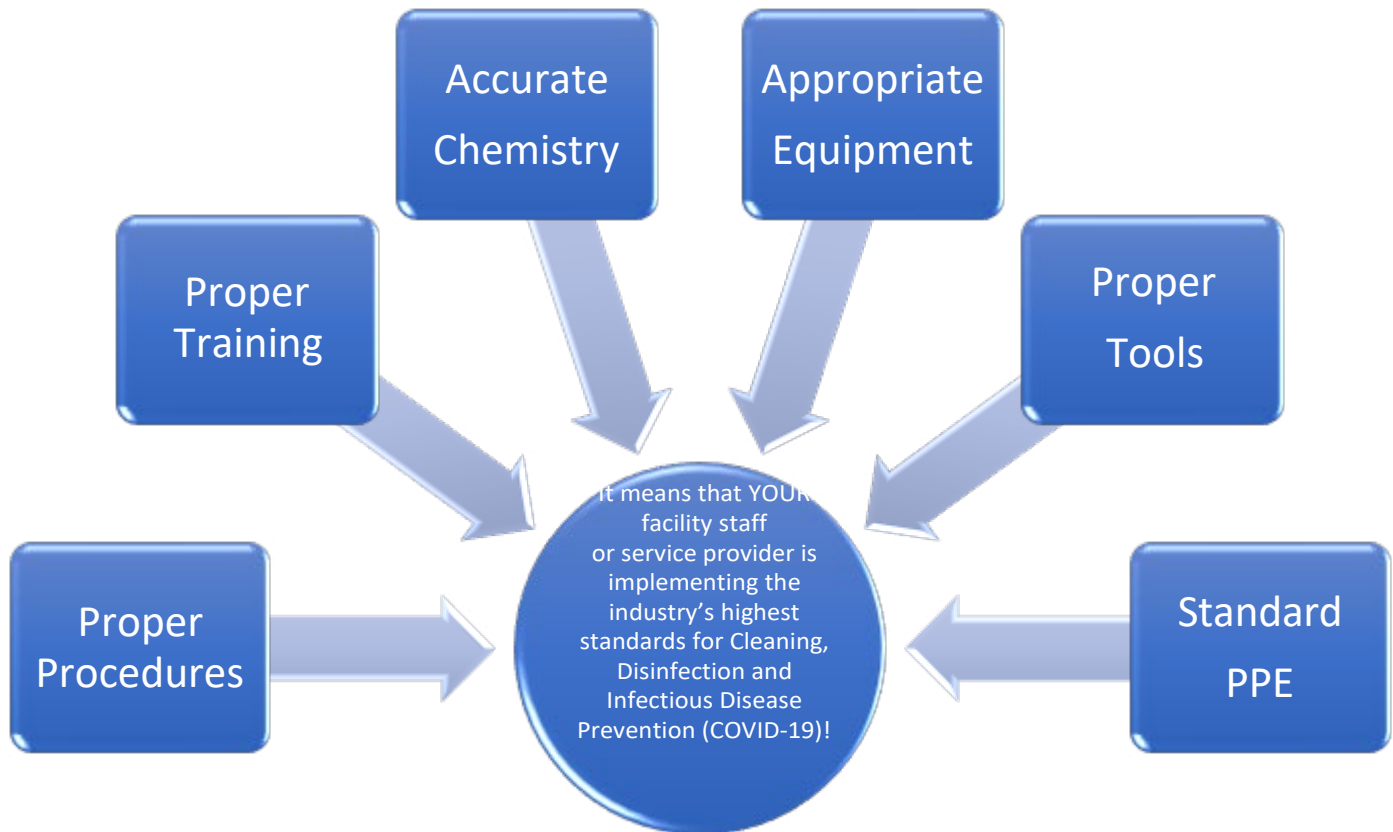 Accurate
Chemistry
Appropriate
Equipment
Proper
Training
Proper
Tools
Proper
Procedures
It means that YOUR
facility staff
or service provider is
implementing the
industry’s highest
standards for Cleaning,
Disinfection and
Infectious Disease
Prevention (COVID-19)!
Standard
PPE